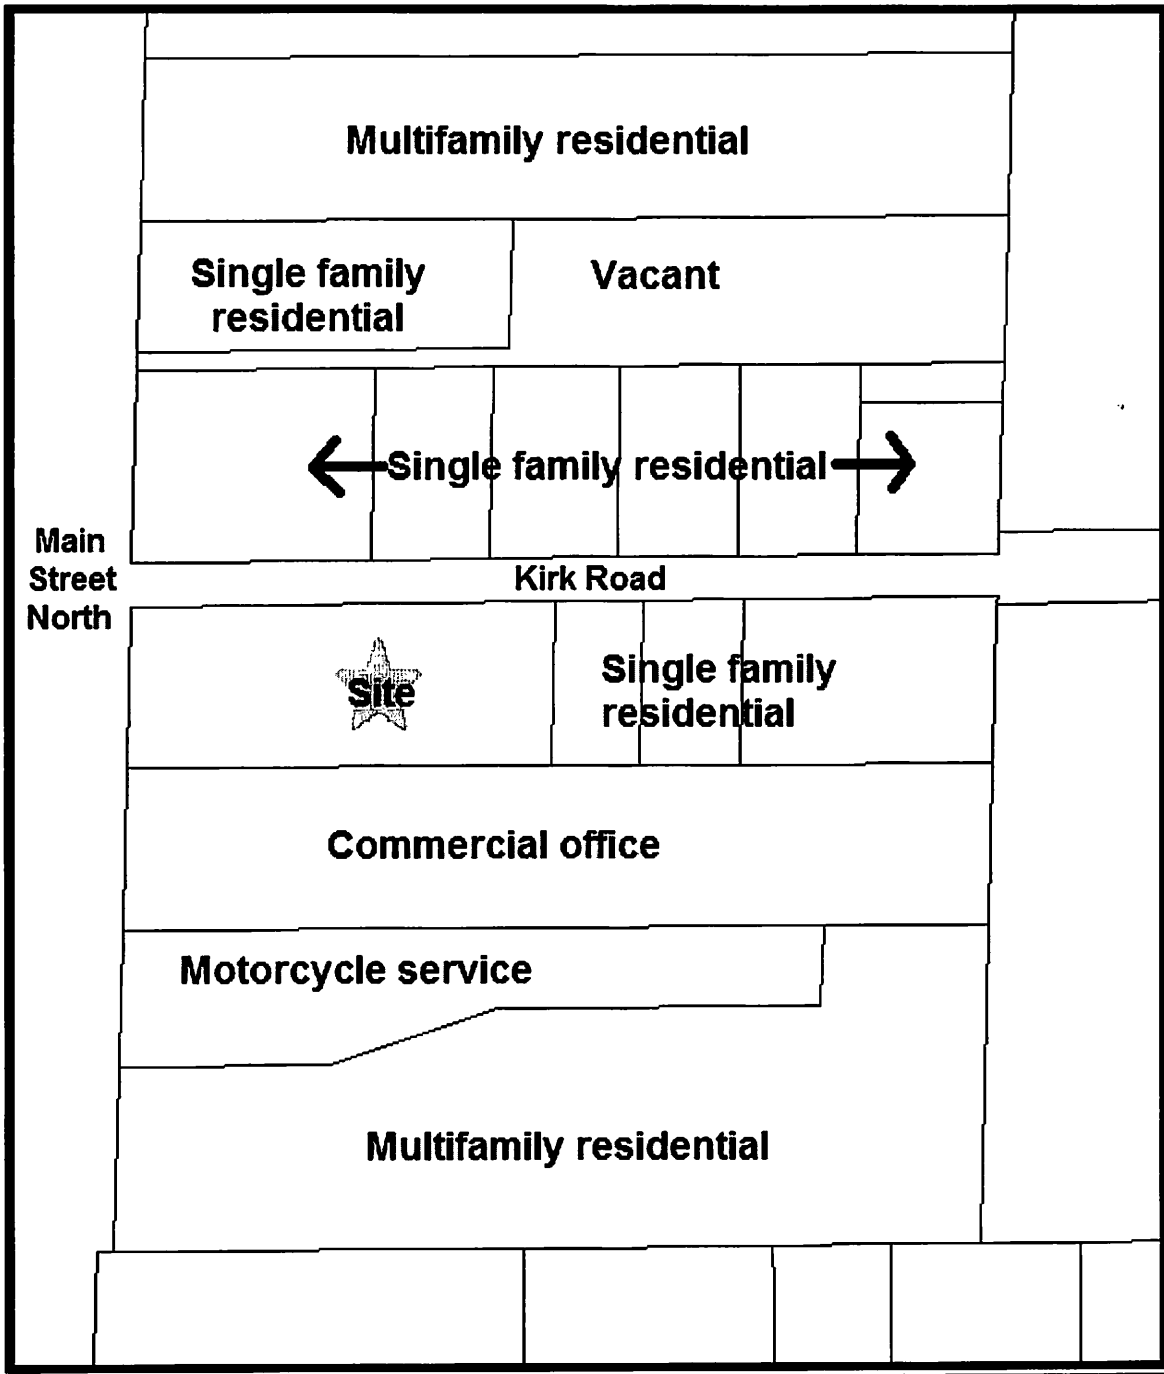 Multifamily residential
Single family
residential
Vacant
Single family residential
Main
Street
North
Kirk Road
Site
Single family
residential
Commercial office
Motorcycle service
Multifamily residential